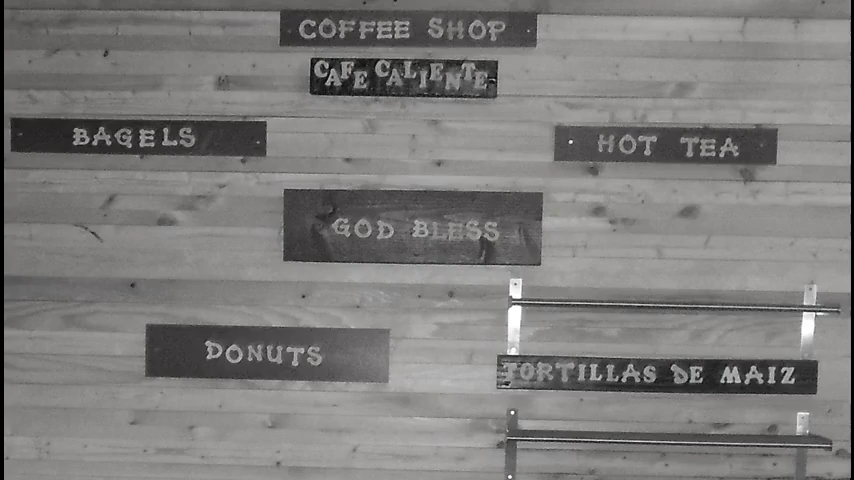 COFFEE SHOP
CAFE CALIENTE
BAGELS
HOT TEA
GOD BLESS
DONUTS
TORTILLAS DE MAIZ